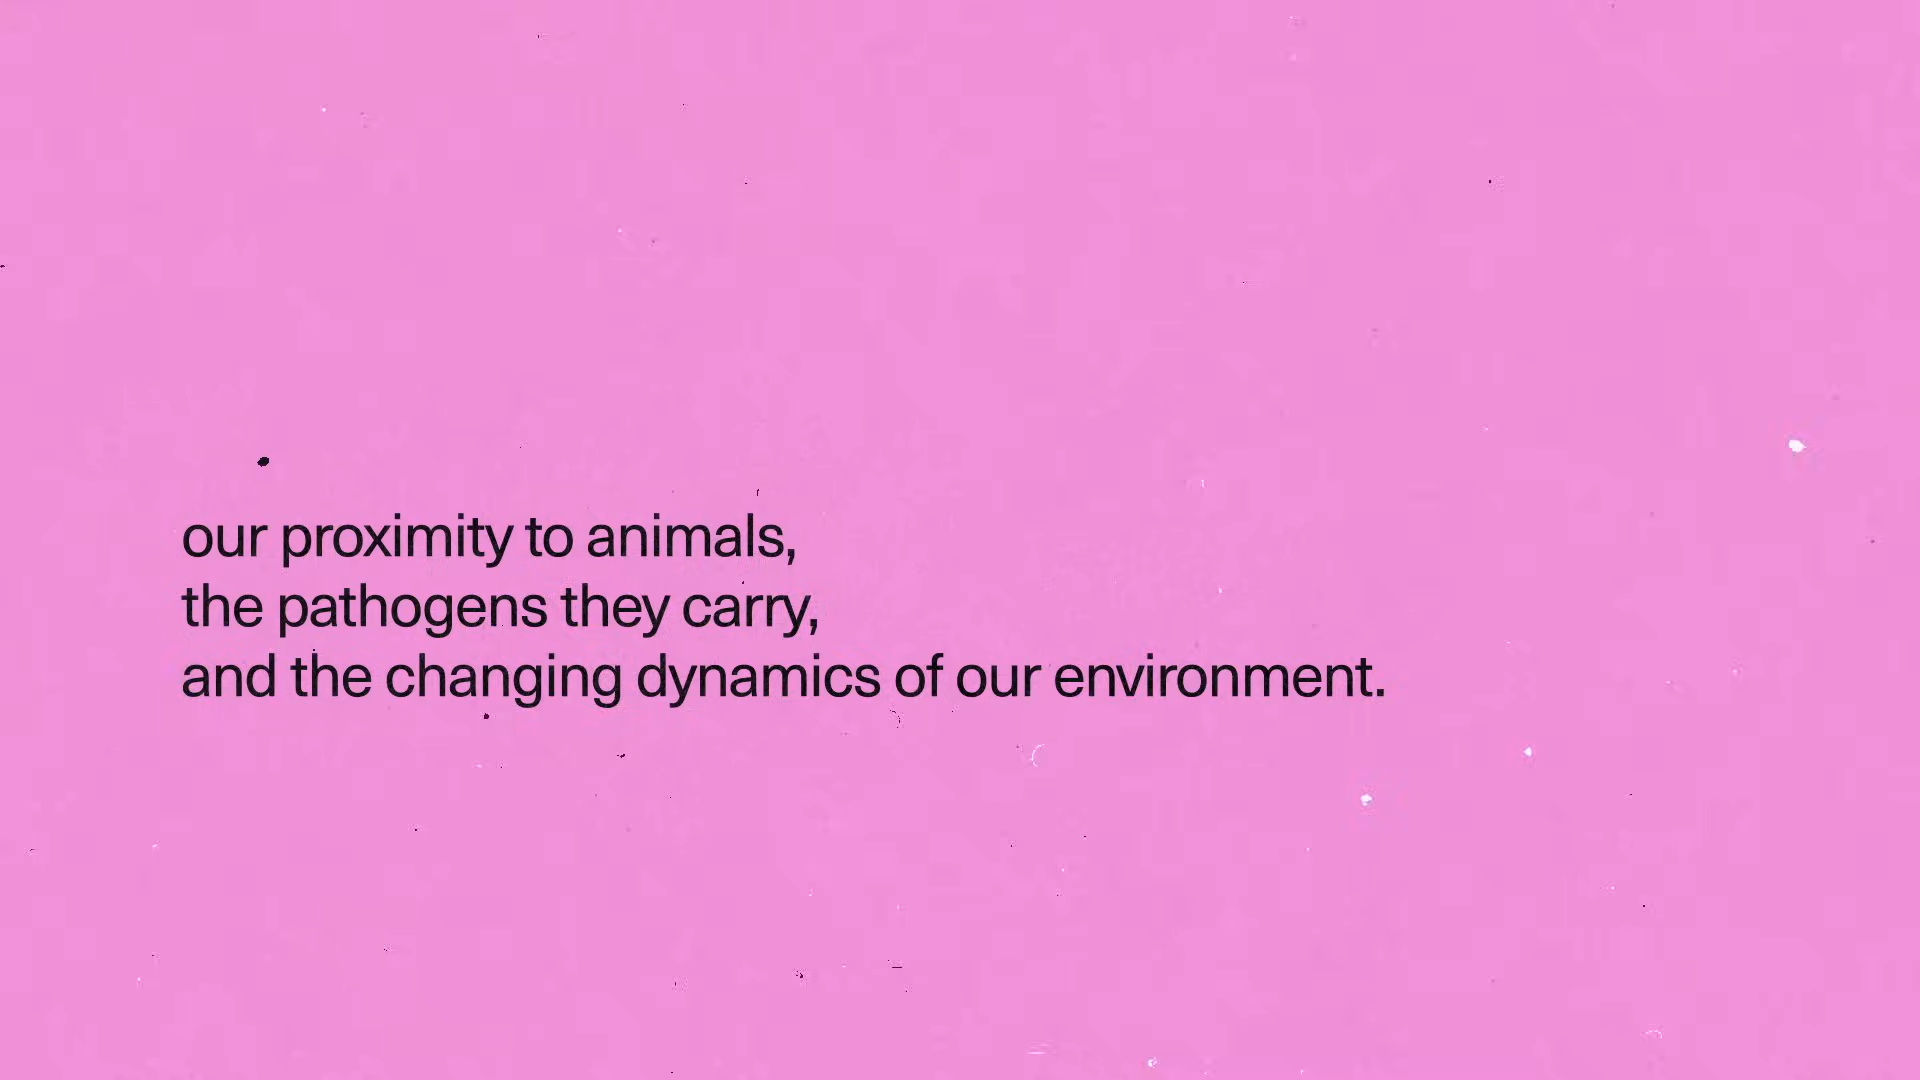 our proximity to animals,
the pathogens they carry,
and the changing dynamics of our environment.